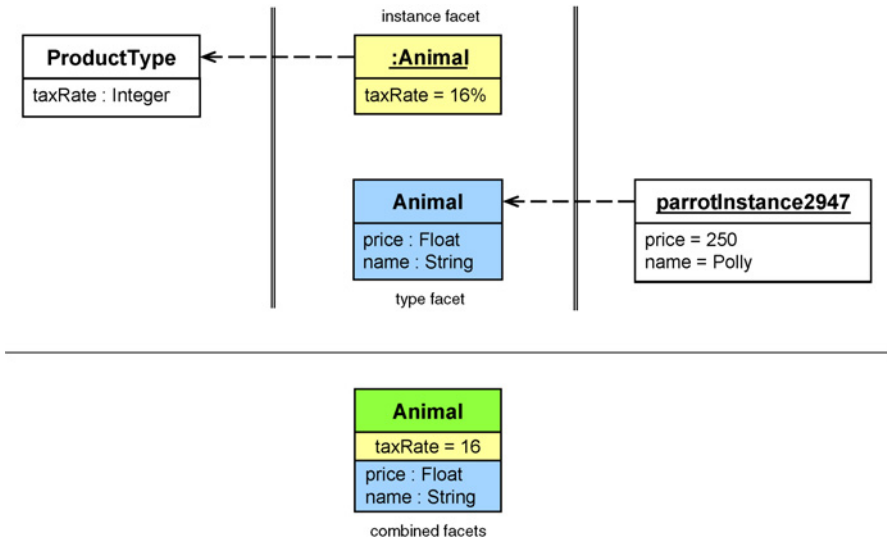 instance facet
ProductType
taxRate : Integer
:Animal
taxRate = 16%
Animal
price : Float
name : String
type facet
parrotInstance2947
price = 250
name = Polly
Animal
taxRate = 16
price : Float
name : String
combined facets